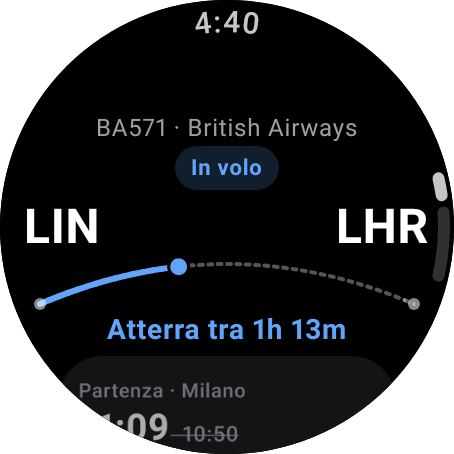 4:40
BA571 · British Airways
In volo
LIN LHR
Atterra tra 1h 13m
Partenza · Milano
10:50